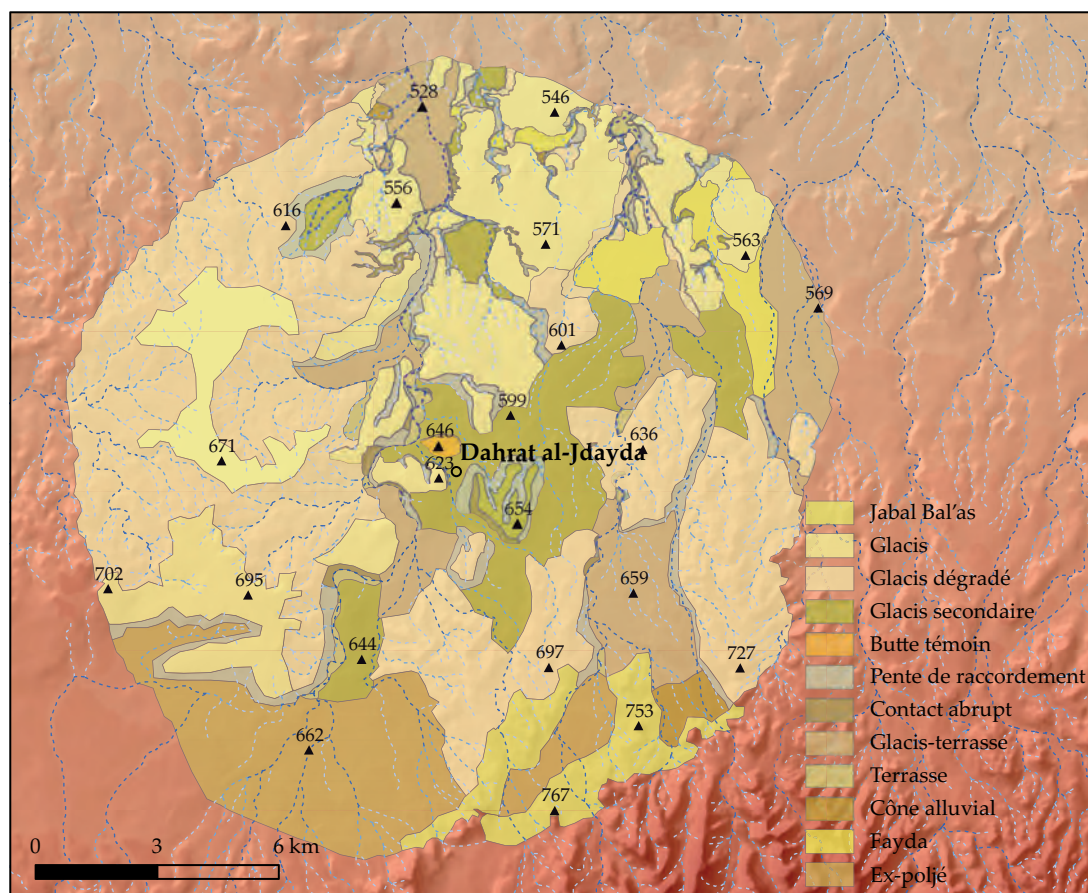 528
546
556
616
571
563
569
601
599
646
636
Dahrat al-Jdayda
671
623
654
702
695
659
644
697
727
753
662
767
Jabal Bal'as
Glacis
Glacis dégradé
Glacis secondaire
Butte témoin
Pente de raccordement
Contact abrupt
Glacis-terrasse
Terrasse
Cône alluvial
Fayda
Ex-poljé
0 3 6 km